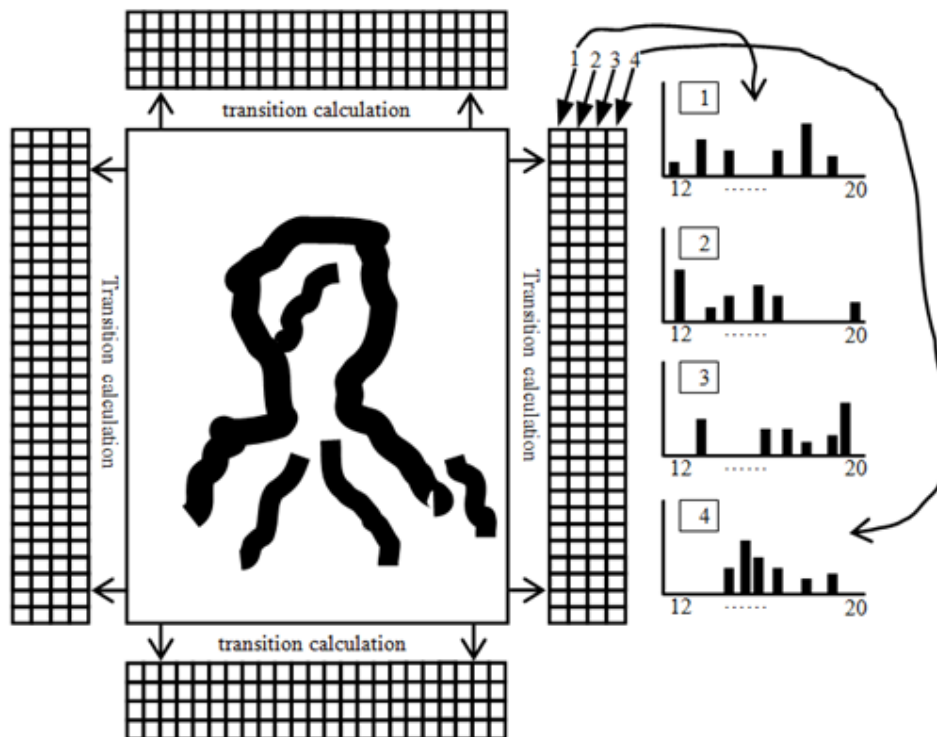 1 2 3 4
transition calculation
Transition calculation
Transition calculation
transition calculation
1
12 ...... 20
2
12 ...... 20
3
12 ...... 20
4
12 ...... 20